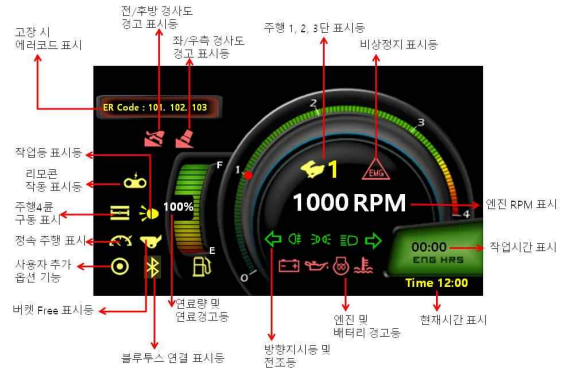 전/후방 경사도
경고 표시등
고장 시
에러코드 표시
좌/우측 경사도
경고 표시등
주행 1, 2, 3단 표시등
비상정지 표시등
ER Code : 101. 102. 103
작업등 표시등
리모콘
작동 표시등
주행4륜
구동 표시
정속 주행 표시
사용자 추가
옵션 기능
버켓 Free 표시등
블루투스 연결 표시등
F
100%
E
연료량 및
연료경고등
0
1
2
3
4
1
EMG
1000 RPM
엔진 RPM 표시
00:00
ENG HRS
작업시간 표시
Time 12:00
현재시간 표시
방향지시등 및
전조등
엔진 및
배터리 경고등